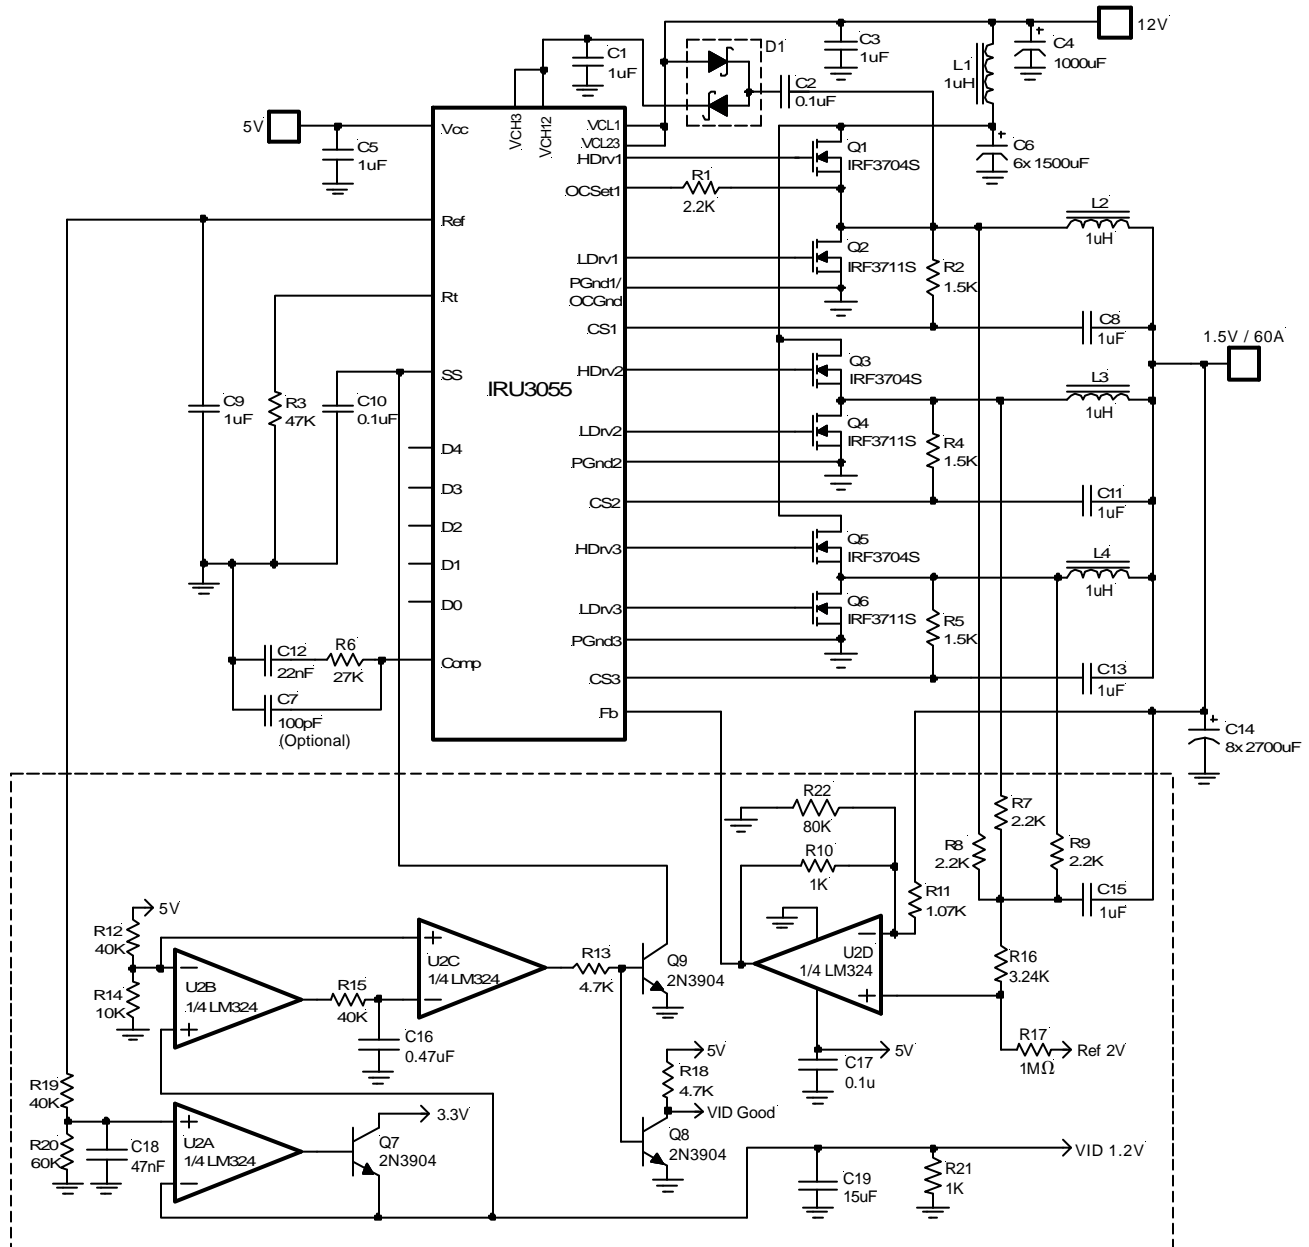 12V
C3
1uF
C4
1000uF
L1
1uH
D1
C1
1uF
C2
0.1uF
5V
C5
1uF
Vcc
VCH3
VCH12
VCL1
VCL23
HDrv1
Q1
IRF3704S
C6
6x 1500uF
OCSet1
R1
2.2K
Ref
L2
1uH
LDrv1
Q2
IRF3711S
R2
1.5K
PGnd1/
OCGnd
Rt
CS1
C8
1uF
1.5V / 60A
SS
IRU3055
HDrv2
Q3
IRF3704S
L3
1uH
C9
1uF
R3
47K
C10
0.1uF
LDrv2
Q4
IRF3711S
R4
1.5K
D4
PGnd2
D3
CS2
C11
1uF
D2
HDrv3
Q5
IRF3704S
L4
1uH
D1
D0
LDrv3
Q6
IRF3711S
R5
1.5K
PGnd3
C12
22nF
R6
27K
Comp
CS3
C13
1uF
C7
100pF
(Optional)
Fb
C14
8x 2700uF
R22
80K
R7
2.2K
R8
2.2K
R9
2.2K
R10
1K
R11
1.07K
C15
1uF
5V
R12
40K
U2B
1/4 LM324
−
+
R14
10K
R15
40K
+
U2C
1/4 LM324
−
C16
0.47uF
R13
4.7K
Q9
2N3904
−
U2D
1/4 LM324
+
R16
3.24K
R17
1MΩ
Ref 2V
5V
C17
0.1u
5V
R18
4.7K
VID Good
Q8
2N3904
R19
40K
R20
60K
C18
47nF
+
U2A
1/4 LM324
−
Q7
2N3904
3.3V
C19
15uF
R21
1K
VID 1.2V